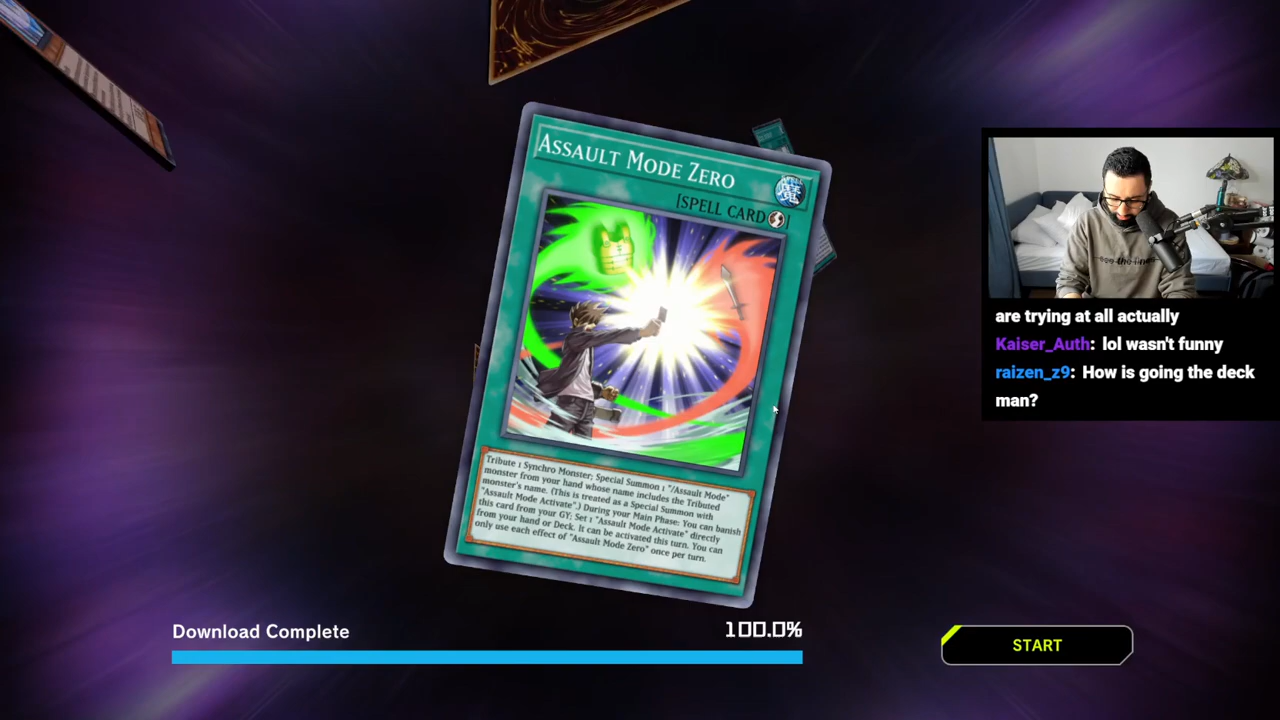 ASSAULT MODE ZERO
[SPELL CARD
Tribute 1 Synchro Monster; Special Summon 1 "/Assault Mode"
monster from your hand whose name includes the Tributed
monster's name. (This is treated as a Special Summon with
"Assault Mode Activate".) During your Main Phase: You can banish
this card from your GY; Set 1 "Assault Mode Activate" directly
from your hand or Deck. It can be activated this turn. You can
only use each effect of "Assault Mode Zero" once per turn.
are trying at all actually
Kaiser_Auth: lol wasn't funny
raizen_z9: How is going the deck
man?
Download Complete
100.0%
START